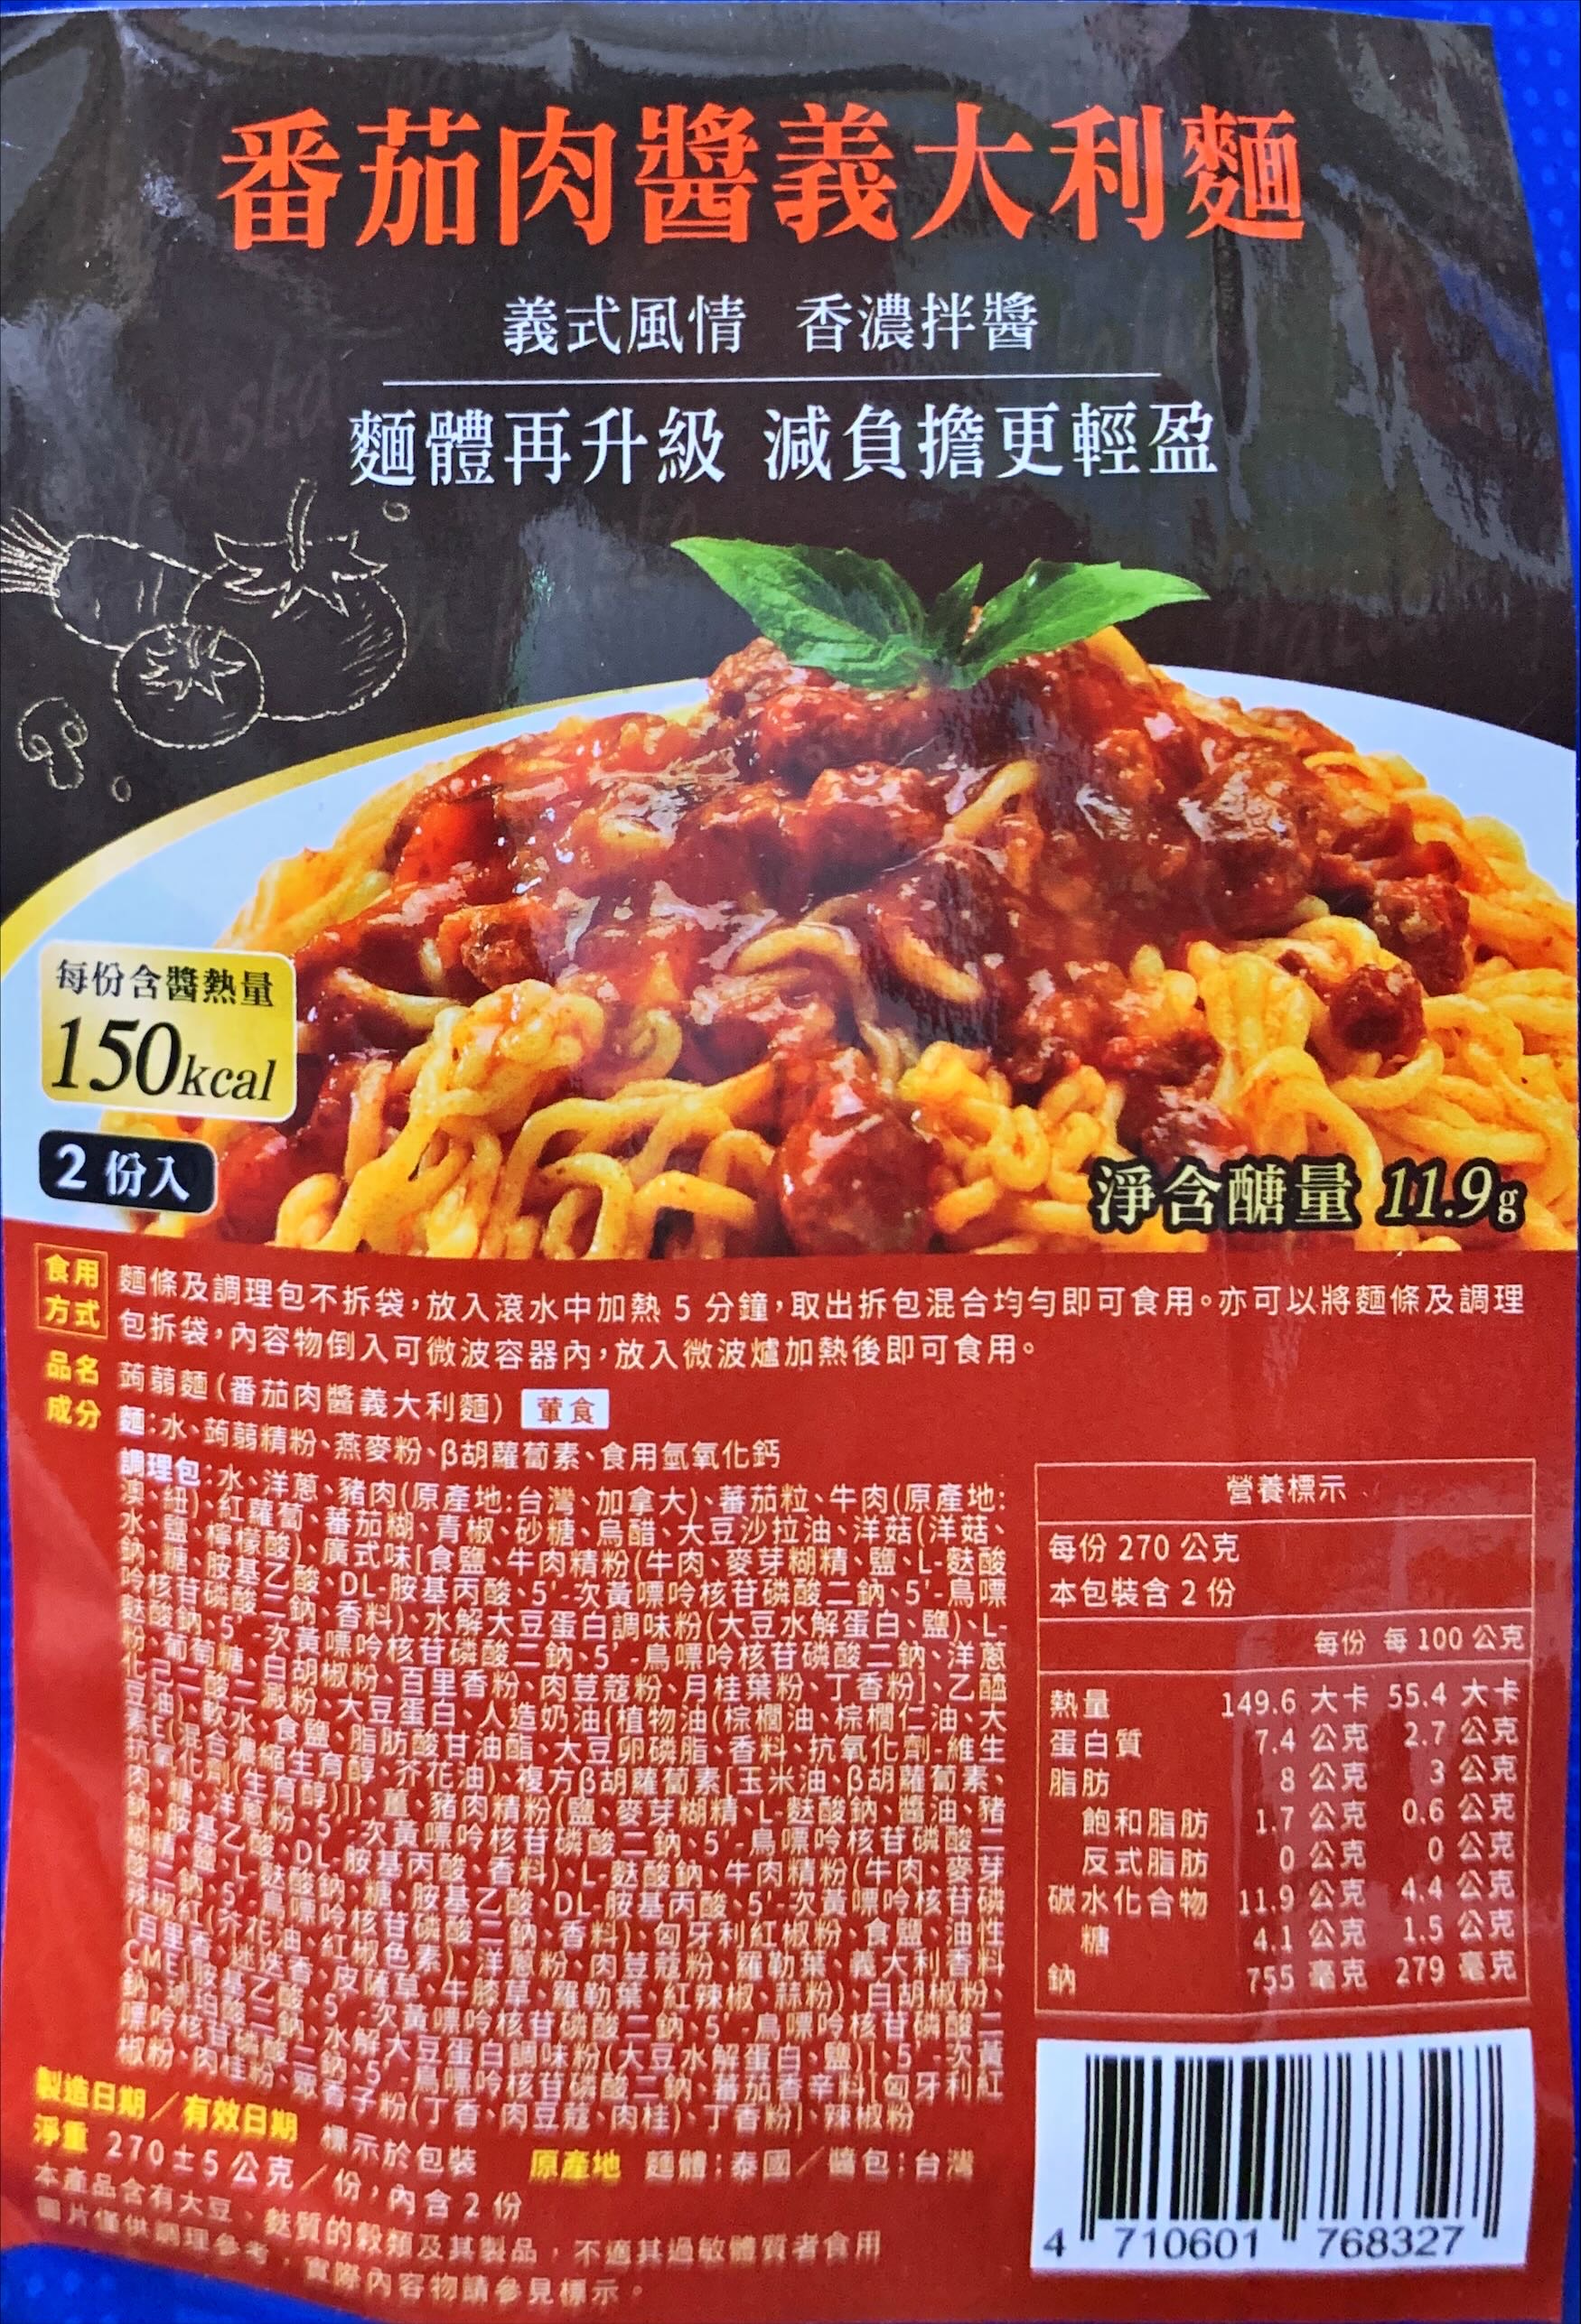 番茄肉醬義大利麵
義式風情 香濃拌醬
麵體再升級 減負擔更輕盈
每份含醬熱量
150kcal
2 份入
淨含醣量 11.9g
食用方式
麵條及調理包不拆袋，放入滾水中加熱 5 分鐘，取出拆包混合均勻即可食用。亦可以將麵條及調理
包拆袋，內容物倒入可微波容器內，放入微波爐加熱後即可食用。
品名 蒟蒻麵(番茄肉醬義大利麵) 葷食
成分 麵：水、蒟蒻精粉、燕麥粉、β胡蘿蔔素、食用氫氧化鈣
調理包：水、洋蔥、豬肉(原產地：台灣、加拿大)、蕃茄粒、牛肉(原產地：
澳、紐)、紅蘿蔔、蕃茄糊、青椒、砂糖、烏醋、大豆沙拉油、洋菇(洋菇、
水、鹽、檸檬酸)、廣式味[食鹽、牛肉精粉(牛肉、麥芽糊精、鹽、L-麩酸
鈉、糖、胺基乙酸、DL-胺基丙酸、5'-次黃嘌呤核苷磷酸二鈉、5'-鳥嘌
呤核苷磷酸二鈉、香料)、水解大豆蛋白調味粉(大豆水解蛋白、鹽)、L-
麩酸鈉、5'-次黃嘌呤核苷磷酸二鈉、5'-鳥嘌呤核苷磷酸二鈉、洋蔥
粉、葡萄糖、白胡椒粉、百里香粉、肉荳蔻粉、月桂葉粉、丁香粉]、乙醯
化己二酸二澱粉、大豆蛋白、人造奶油{植物油(棕櫚油、棕櫚仁油、大
豆油)、軟水、食鹽、脂肪酸甘油酯、大豆卵磷脂、香料、抗氧化劑-維生
素E(混合濃縮生育醇、芥花油)、複方β胡蘿蔔素[玉米油、β胡蘿蔔素、
抗氧化劑(生育醇)]}、薑、豬肉精粉(鹽、麥芽糊精、L-麩酸鈉、醬油、豬
肉、糖、洋蔥粉、5'-次黃嘌呤核苷磷酸二鈉、5'-鳥嘌呤核苷磷酸二
鈉、胺基乙酸、DL-胺基丙酸、香料)、L-麩酸鈉、牛肉精粉(牛肉、麥芽
糊精、鹽、L-麩酸鈉、糖、胺基乙酸、DL-胺基丙酸、5'-次黃嘌呤核苷磷
酸二鈉、5'-鳥嘌呤核苷磷酸二鈉、香料)、匈牙利紅椒粉、食鹽、油性
辣椒紅(芥花油、紅椒色素)、洋蔥粉、肉荳蔻粉、羅勒葉、義大利香料
(百里香、迷迭香、皮薩草、牛膝草、羅勒葉、紅辣椒、蒜粉)、白胡椒粉、
CME[胺基乙酸、5'-次黃嘌呤核苷磷酸二鈉、5'-鳥嘌呤核苷磷酸二
鈉、琥珀酸二鈉、水解大豆蛋白調味粉(大豆水解蛋白、鹽)]、5'-次黃
嘌呤核苷磷酸二鈉、5'-鳥嘌呤核苷磷酸二鈉、蕃茄香辛料[匈牙利紅
椒粉、肉桂粉、眾香子粉(丁香、肉豆蔻、肉桂)、丁香粉]、辣椒粉
營養標示
每份 270 公克
本包裝含 2 份
每份 每 100 公克
熱量 149.6 大卡 55.4 大卡
蛋白質 7.4 公克 2.7 公克
脂肪 8 公克 3 公克
飽和脂肪 1.7 公克 0.6 公克
反式脂肪 0 公克 0 公克
碳水化合物 11.9 公克 4.4 公克
糖 4.1 公克 1.5 公克
鈉 755 毫克 279 毫克
製造日期／有效日期 標示於包裝 原產地 麵體：泰國／醬包：台灣
淨重 270±5 公克／份，內含 2 份
本產品含有大豆、麩質的穀類及其製品，不適其過敏體質者食用
圖片僅供調理參考，實際內容物請參見標示。
4 710601 768327